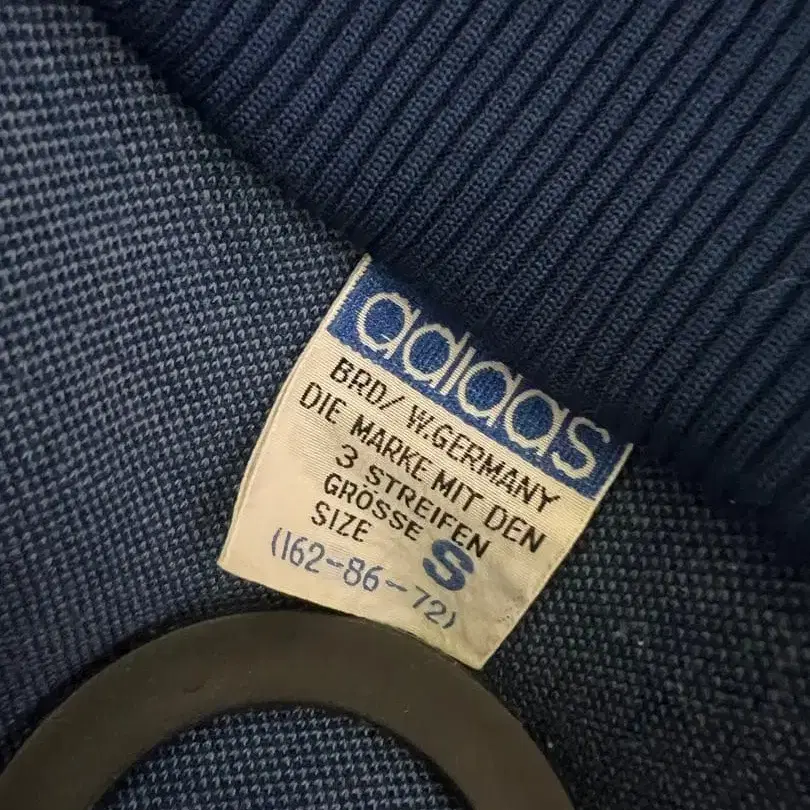 adidas
BRD/ W.GERMANY
DIE MARKE MIT DEN
3 STREIFEN
GRÖSSE
SIZE S
(162-86-72)